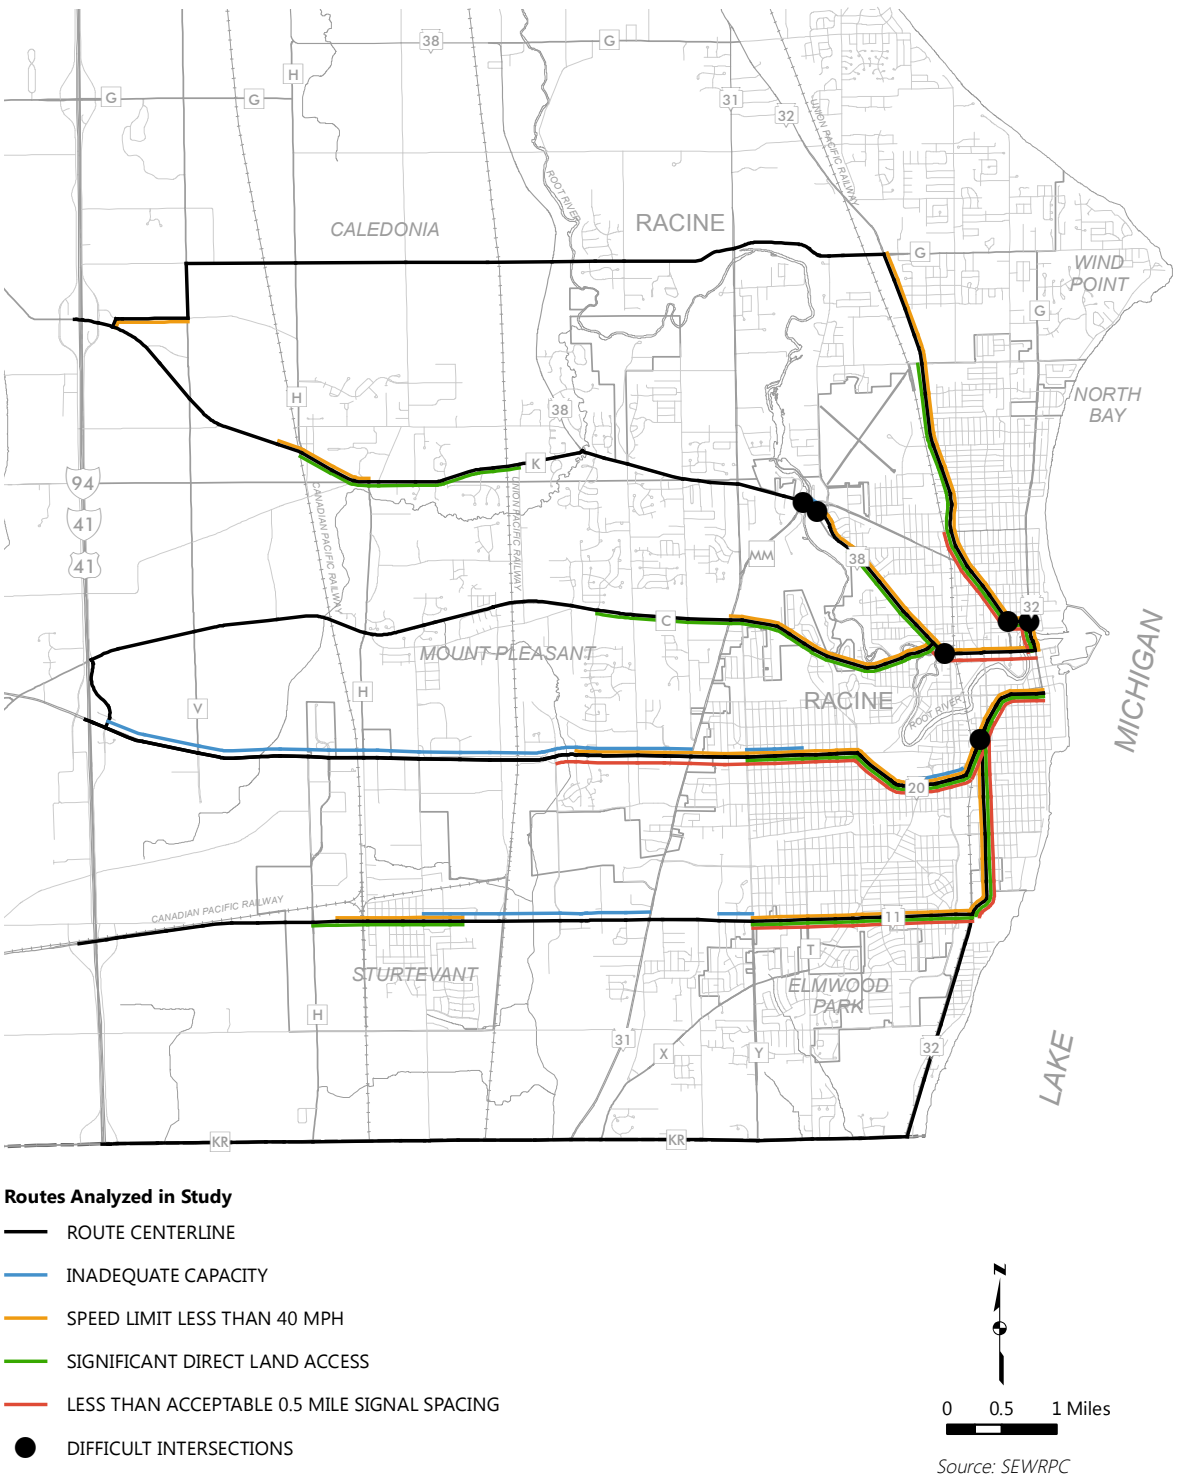 38
G
H
G
G
31
32
UNION PACIFIC RAILWAY
ROOT RIVER
CALEDONIA
RACINE
G
WIND
POINT
G
H
38
NORTH
BAY
K
94
41
41
CANADIAN PACIFIC RAILWAY
UNION PACIFIC RAILWAY
MM
38
32
C
MOUNT PLEASANT
H
V
RACINE
ROOT RIVER
MICHIGAN
20
CANADIAN PACIFIC RAILWAY
11
STURTEVANT
T
ELMWOOD
PARK
H
31
X
Y
32
LAKE
KR
KR
Routes Analyzed in Study
ROUTE CENTERLINE
INADEQUATE CAPACITY
SPEED LIMIT LESS THAN 40 MPH
SIGNIFICANT DIRECT LAND ACCESS
LESS THAN ACCEPTABLE 0.5 MILE SIGNAL SPACING
DIFFICULT INTERSECTIONS
N
0 0.5 1 Miles
Source: SEWRPC